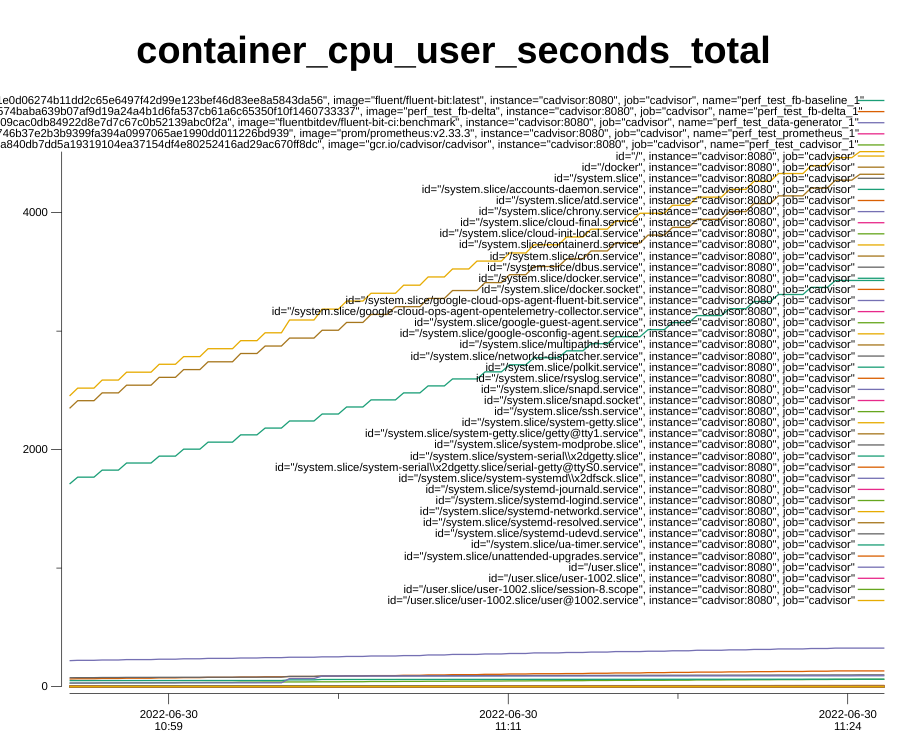 container_cpu_user_seconds_total
1e0d06274b11dd2c65e6497f42d99e123bef46d83ee8a5843da56", image="fluent/fluent-bit:latest", instance="cadvisor:8080", job="cadvisor", name="perf_test_fb-baseline_1"
574baba639b07af9d19a24a4b1d6fa537cb61a6c65350f10f1460733337", image="perf_test_fb-delta", instance="cadvisor:8080", job="cadvisor", name="perf_test_fb-delta_1"
09cac0db84922d8e7d7c67c0b52139abc0f2a", image="fluentbitdev/fluent-bit-ci:benchmark", instance="cadvisor:8080", job="cadvisor", name="perf_test_data-generator_1"
746b37e2b3b9399fa394a0997065ae1990dd011226bd939", image="prom/prometheus:v2.33.3", instance="cadvisor:8080", job="cadvisor", name="perf_test_prometheus_1"
a840db7dd5a19319104ea37154df4e80252416ad29ac670ff8dc", image="gcr.io/cadvisor/cadvisor", instance="cadvisor:8080", job="cadvisor", name="perf_test_cadvisor_1"
id="/", instance="cadvisor:8080", job="cadvisor"
id="/docker", instance="cadvisor:8080", job="cadvisor"
id="/system.slice", instance="cadvisor:8080", job="cadvisor"
id="/system.slice/accounts-daemon.service", instance="cadvisor:8080", job="cadvisor"
id="/system.slice/atd.service", instance="cadvisor:8080", job="cadvisor"
id="/system.slice/chrony.service", instance="cadvisor:8080", job="cadvisor"
id="/system.slice/cloud-final.service", instance="cadvisor:8080", job="cadvisor"
id="/system.slice/cloud-init-local.service", instance="cadvisor:8080", job="cadvisor"
id="/system.slice/containerd.service", instance="cadvisor:8080", job="cadvisor"
id="/system.slice/cron.service", instance="cadvisor:8080", job="cadvisor"
id="/system.slice/dbus.service", instance="cadvisor:8080", job="cadvisor"
id="/system.slice/docker.service", instance="cadvisor:8080", job="cadvisor"
id="/system.slice/docker.socket", instance="cadvisor:8080", job="cadvisor"
id="/system.slice/google-cloud-ops-agent-fluent-bit.service", instance="cadvisor:8080", job="cadvisor"
id="/system.slice/google-cloud-ops-agent-opentelemetry-collector.service", instance="cadvisor:8080", job="cadvisor"
id="/system.slice/google-guest-agent.service", instance="cadvisor:8080", job="cadvisor"
id="/system.slice/google-osconfig-agent.service", instance="cadvisor:8080", job="cadvisor"
id="/system.slice/multipathd.service", instance="cadvisor:8080", job="cadvisor"
id="/system.slice/networkd-dispatcher.service", instance="cadvisor:8080", job="cadvisor"
id="/system.slice/polkit.service", instance="cadvisor:8080", job="cadvisor"
id="/system.slice/rsyslog.service", instance="cadvisor:8080", job="cadvisor"
id="/system.slice/snapd.service", instance="cadvisor:8080", job="cadvisor"
id="/system.slice/snapd.socket", instance="cadvisor:8080", job="cadvisor"
id="/system.slice/ssh.service", instance="cadvisor:8080", job="cadvisor"
id="/system.slice/system-getty.slice", instance="cadvisor:8080", job="cadvisor"
id="/system.slice/system-getty.slice/getty@tty1.service", instance="cadvisor:8080", job="cadvisor"
id="/system.slice/system-modprobe.slice", instance="cadvisor:8080", job="cadvisor"
id="/system.slice/system-serial\\x2dgetty.slice", instance="cadvisor:8080", job="cadvisor"
id="/system.slice/system-serial\\x2dgetty.slice/serial-getty@ttyS0.service", instance="cadvisor:8080", job="cadvisor"
id="/system.slice/system-systemd\\x2dfsck.slice", instance="cadvisor:8080", job="cadvisor"
id="/system.slice/systemd-journald.service", instance="cadvisor:8080", job="cadvisor"
id="/system.slice/systemd-logind.service", instance="cadvisor:8080", job="cadvisor"
id="/system.slice/systemd-networkd.service", instance="cadvisor:8080", job="cadvisor"
id="/system.slice/systemd-resolved.service", instance="cadvisor:8080", job="cadvisor"
id="/system.slice/systemd-udevd.service", instance="cadvisor:8080", job="cadvisor"
id="/system.slice/ua-timer.service", instance="cadvisor:8080", job="cadvisor"
id="/system.slice/unattended-upgrades.service", instance="cadvisor:8080", job="cadvisor"
id="/user.slice", instance="cadvisor:8080", job="cadvisor"
id="/user.slice/user-1002.slice", instance="cadvisor:8080", job="cadvisor"
id="/user.slice/user-1002.slice/session-8.scope", instance="cadvisor:8080", job="cadvisor"
id="/user.slice/user-1002.slice/user@1002.service", instance="cadvisor:8080", job="cadvisor"
4000
2000
0
2022-06-30
10:59
2022-06-30
11:11
2022-06-30
11:24